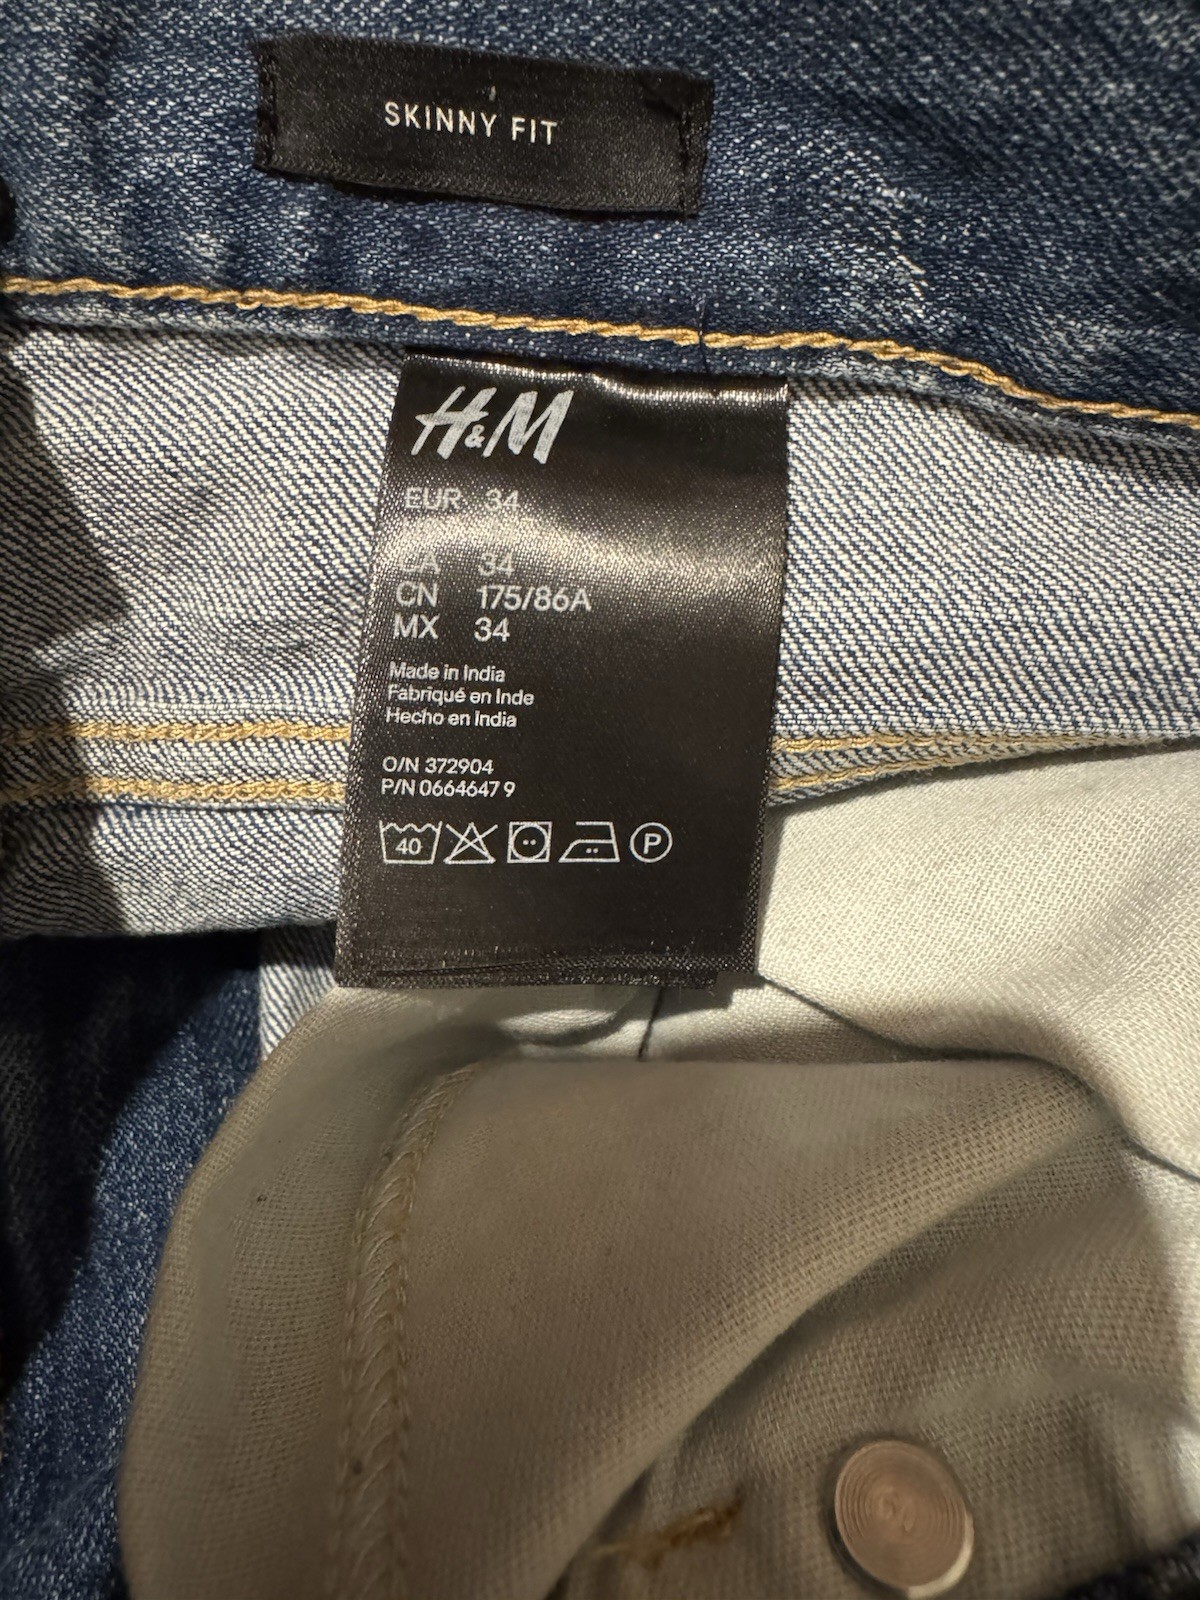 SKINNY FIT
H&M
EUR 34
CA 34
CN 175/86A
MX 34
Made in India
Fabriqué en Inde
Hecho en India
O/N 372904
P/N 0664647 9
40
P